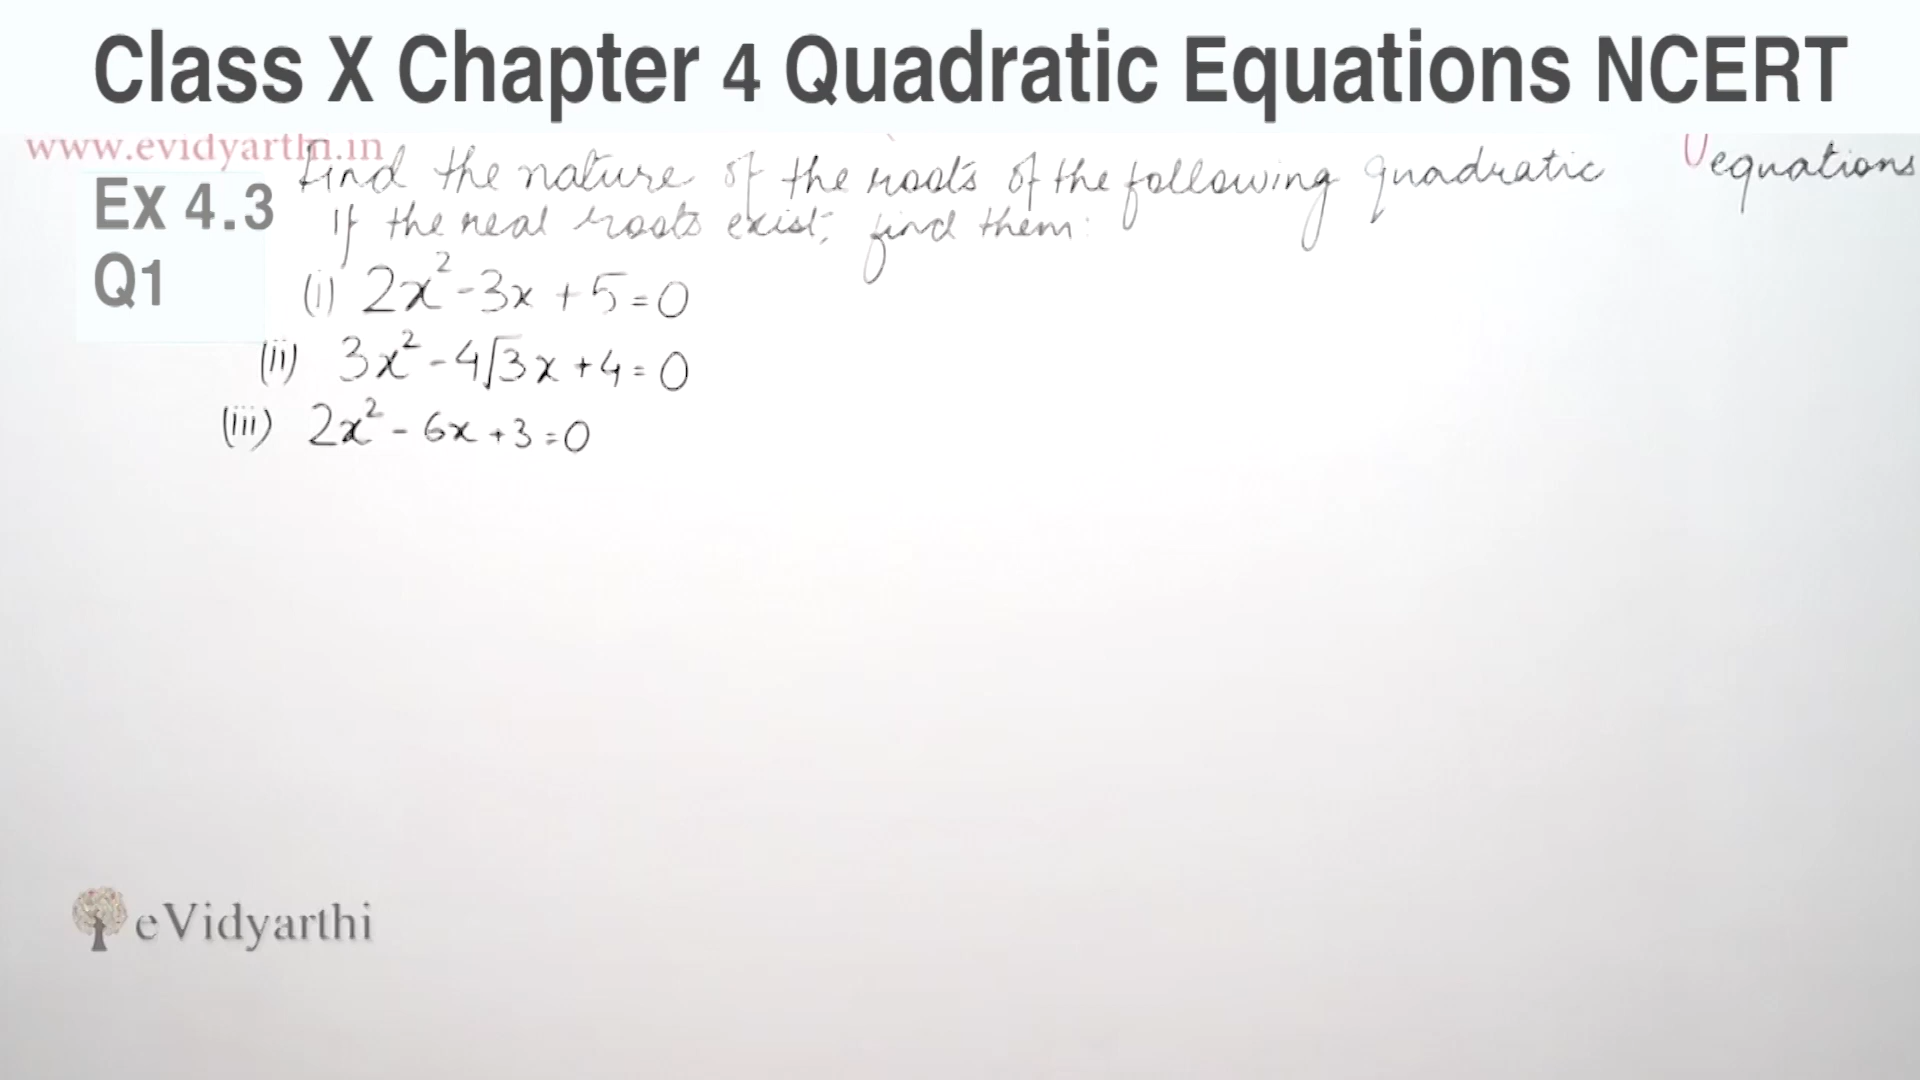 Class X Chapter 4 Quadratic Equations NCERT
www.evidyarthi.in
Ex 4.3
Q1
Find the nature of the roots of the following quadratic equations
If the real roots exist, find them:
(i) 2x² - 3x + 5 = 0
(ii) 3x² - 4√3x + 4 = 0
(iii) 2x² - 6x + 3 = 0
eVidyarthi